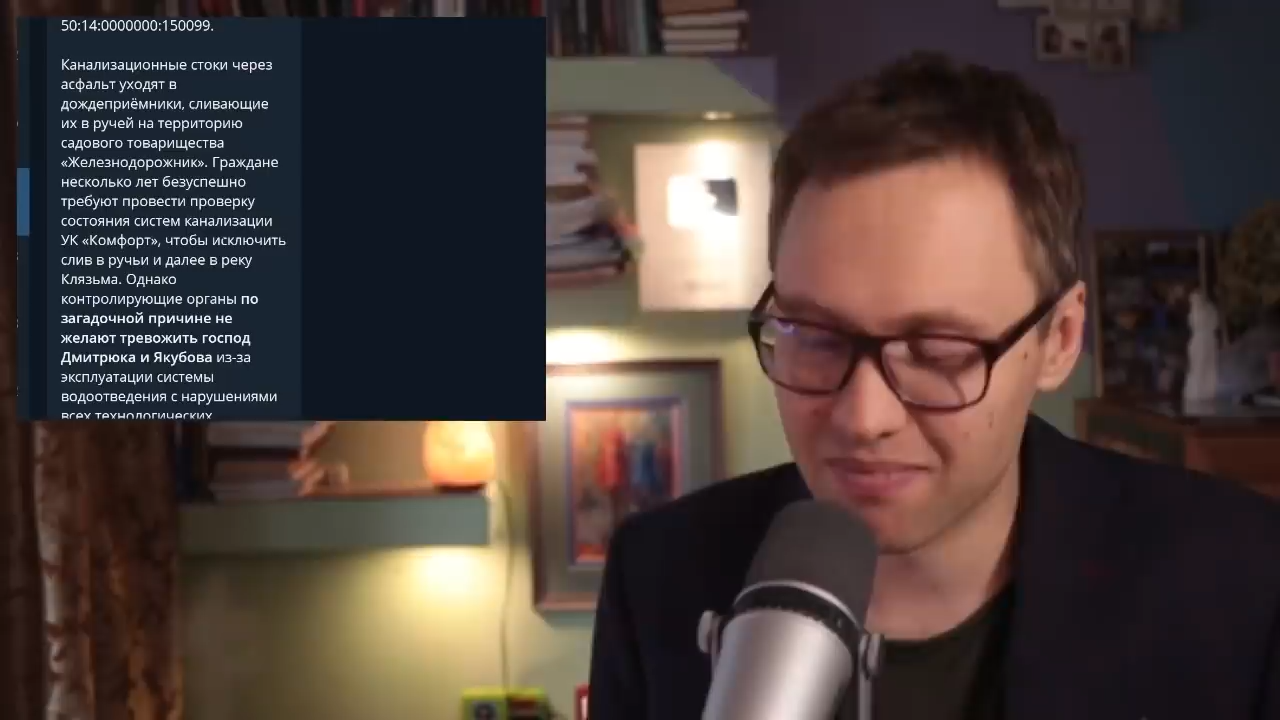 50:14:0000000:150099.
Канализационные стоки через
асфальт уходят в
дождеприёмники, сливающие
их в ручей на территорию
садового товарищества
«Железнодорожник». Граждане
несколько лет безуспешно
требуют провести проверку
состояния систем канализации
УК «Комфорт», чтобы исключить
слив в ручьи и далее в реку
Клязьма. Однако
контролирующие органы по
загадочной причине не
желают тревожить господ
Дмитрюка и Якубова из-за
эксплуатации системы
водоотведения с нарушениями
всех технологических